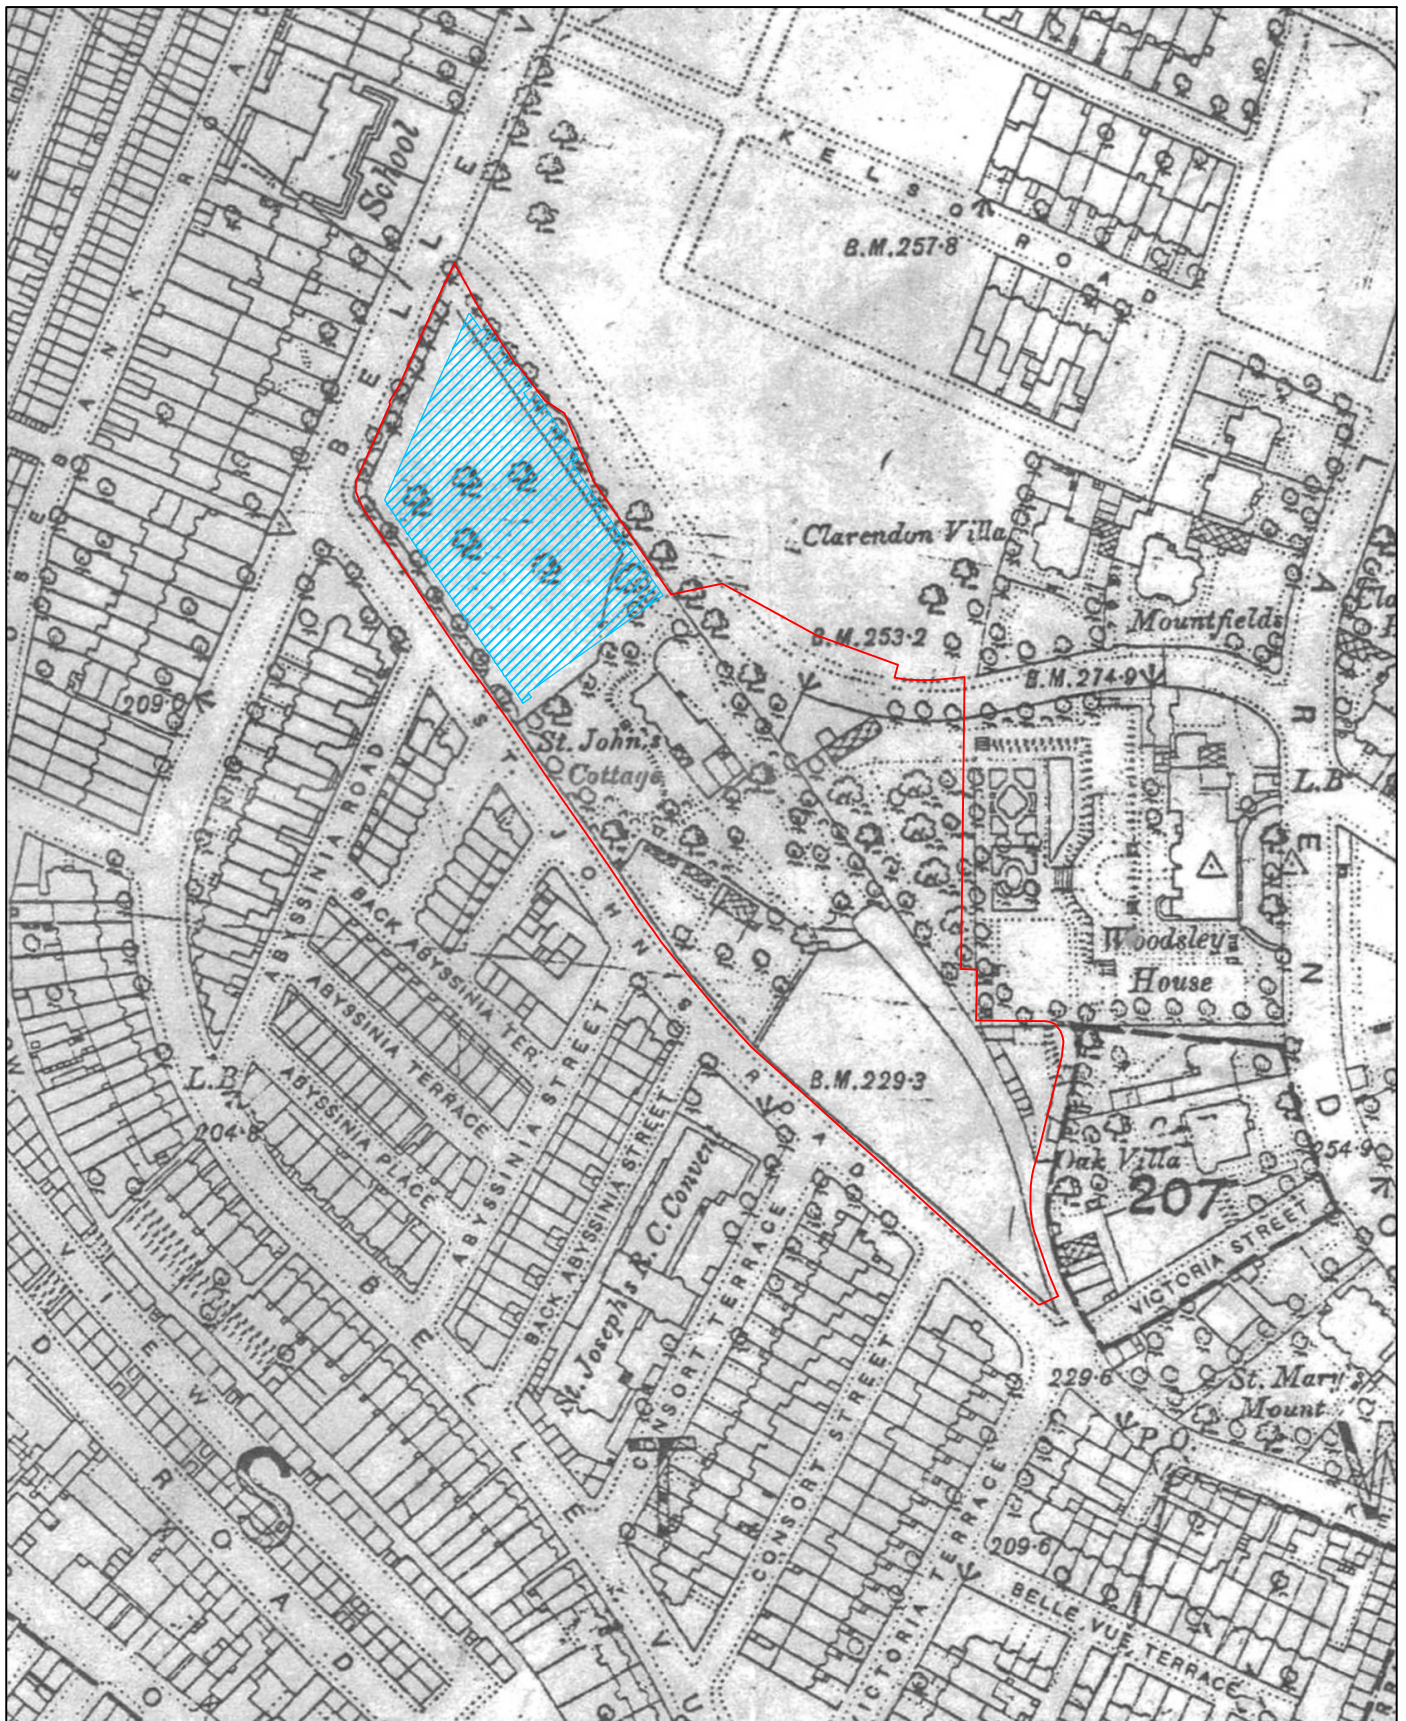 School
KELSO ROAD
B.M.257·8
BELLE VUE
BANK
Clarendon Villa
Mountfields
B.M.253·2
B.M.274·9
209·8
St. John's
Cottage
L.B
CLARENDON
ABYSSINIA ROAD
ST JOHN'S ROAD
BACK ABYSSINIA TER.
Woodsley
House
ABYSSINIA TERRACE
ABYSSINIA STREET
ABYSSINIA PLACE
L.B.
204·8
B.M.229·3
BACK ABYSSINIA STREET
Oak Villa
207
254·9
VICTORIA STREET
St. Joseph's R.C. Convent
CONSORT TERRACE
CONSORT STREET
229·6
St. Mary's
Mount
P.O
VIEW
ROAD
S
T
VICTORIA TERRACE
209·6
BELLE VUE TERRACE